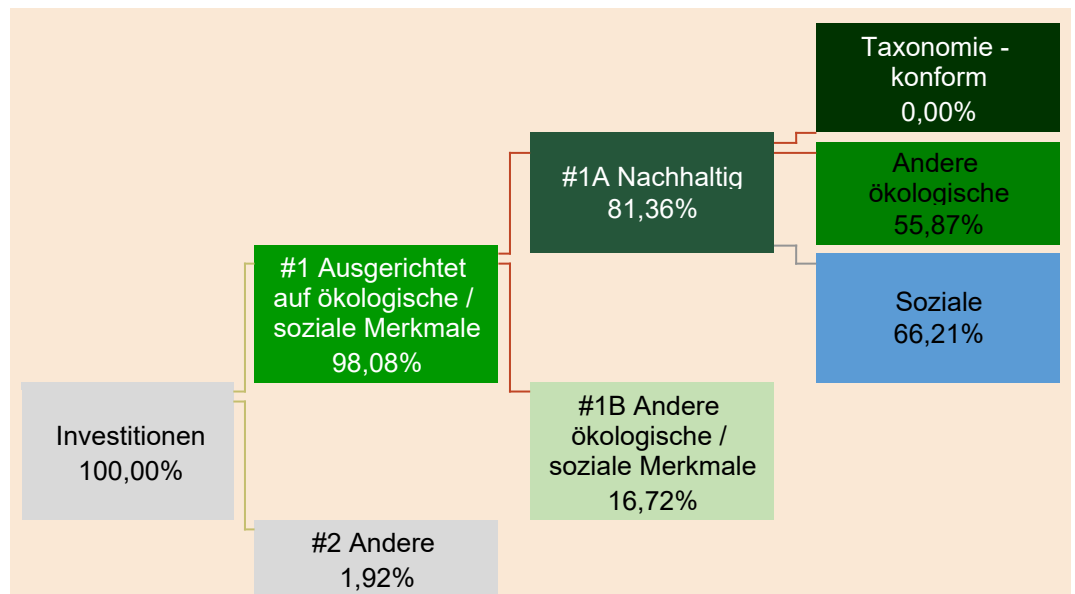 Taxonomie -
konform
0,00%
#1A Nachhaltig
81,36%
Andere
ökologische
55,87%
#1 Ausgerichtet
auf ökologische /
soziale Merkmale
98,08%
Soziale
66,21%
Investitionen
100,00%
#1B Andere
ökologische /
soziale Merkmale
16,72%
#2 Andere
1,92%